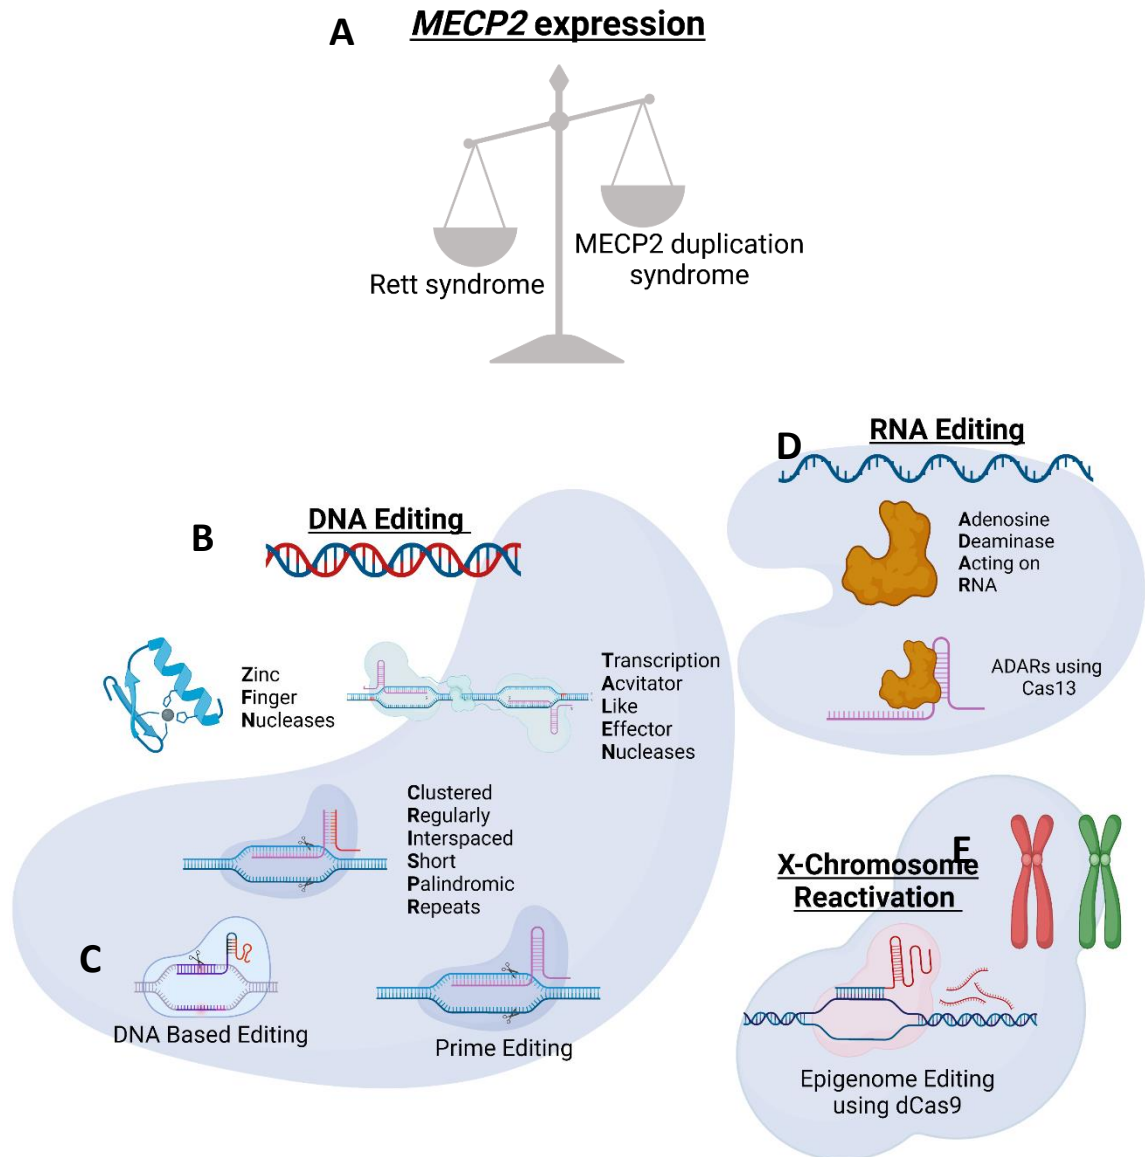 A
MECP2 expression
Rett syndrome
MECP2 duplication
syndrome
B
DNA Editing
Zinc
Finger
Nucleases
Transcription
Acvitator
Like
Effector
Nucleases
Clustered
Regularly
Interspaced
Short
Palindromic
Repeats
C
DNA Based Editing
Prime Editing
D
RNA Editing
Adenosine
Deaminase
Acting on
RNA
ADARs using
Cas13
E
X-Chromosome
Reactivation
Epigenome Editing
using dCas9